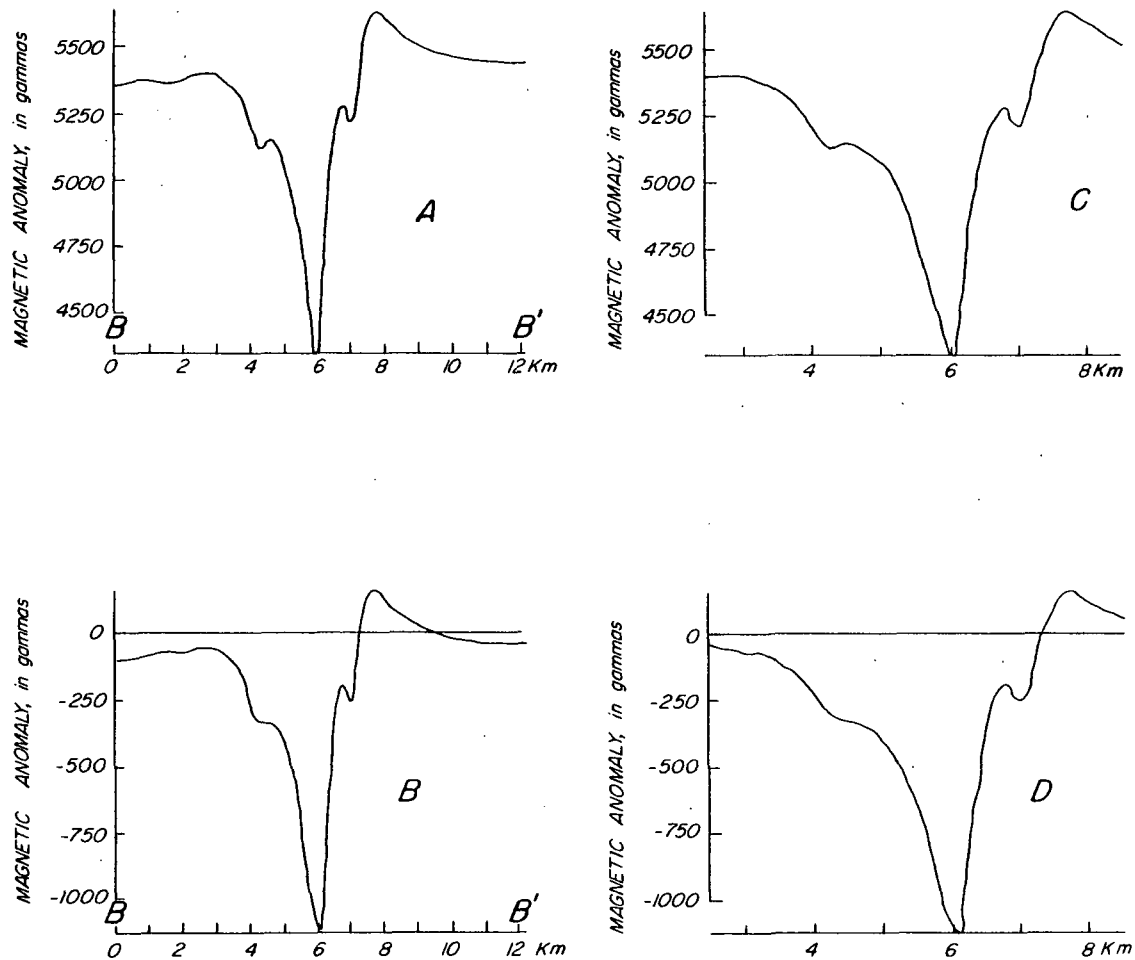 MAGNETIC ANOMALY, in gammas
5500
5250
5000
4750
4500
A
B
B'
0 2 4 6 8 10 12 Km
MAGNETIC ANOMALY, in gammas
5500
5250
5000
4750
4500
C
4 6 8 Km
MAGNETIC ANOMALY, in gammas
0
-250
-500
-750
-1000
B
B
B'
0 2 4 6 8 10 12 Km
MAGNETIC ANOMALY, in gammas
0
-250
-500
-750
-1000
D
4 6 8 Km